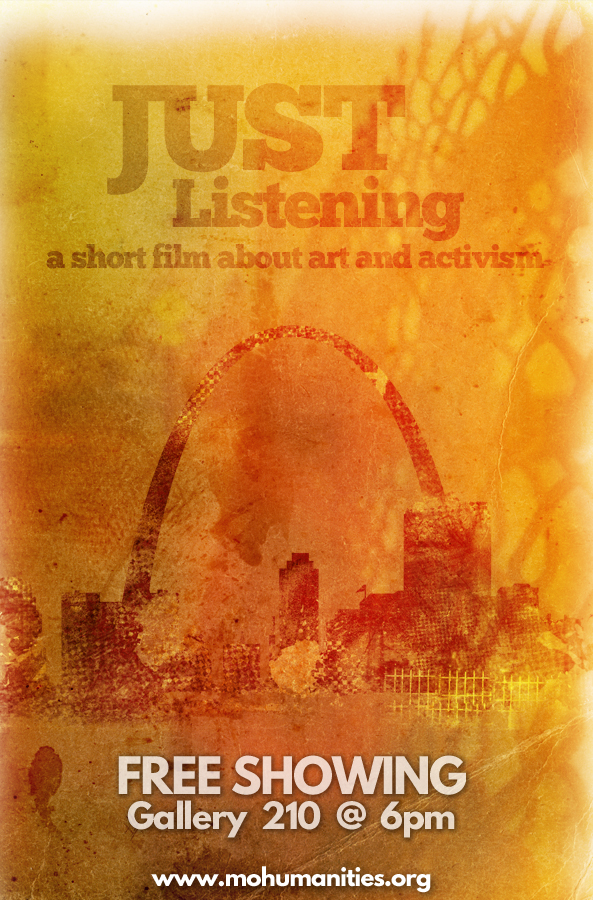 JUST
Listening
a short film about art and activism
FREE SHOWING
Gallery 210 @ 6pm
www.mohumanities.org